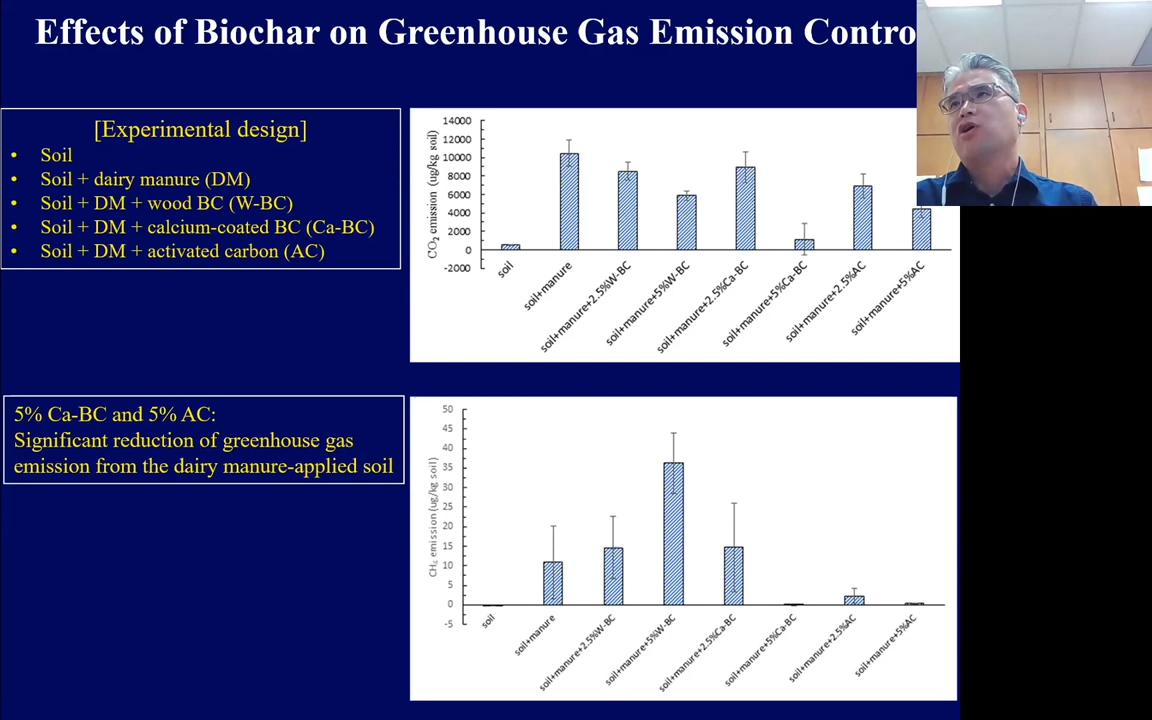 Effects of Biochar on Greenhouse Gas Emission Contro
[Experimental design]
• Soil
• Soil + dairy manure (DM)
• Soil + DM + wood BC (W-BC)
• Soil + DM + calcium-coated BC (Ca-BC)
• Soil + DM + activated carbon (AC)
5% Ca-BC and 5% AC:
Significant reduction of greenhouse gas
emission from the dairy manure-applied soil
CO2 emission (ug/kg soil)
14000
12000
10000
8000
6000
4000
2000
0
-2000
soil
soil+manure
soil+manure+2.5%W-BC
soil+manure+5%W-BC
soil+manure+2.5%Ca-BC
soil+manure+5%Ca-BC
soil+manure+2.5%AC
soil+manure+5%AC
CH4 emission (ug/kg soil)
50
45
40
35
30
25
20
15
10
5
0
-5
soil
soil+manure
soil+manure+2.5%W-BC
soil+manure+5%W-BC
soil+manure+2.5%Ca-BC
soil+manure+5%Ca-BC
soil+manure+2.5%AC
soil+manure+5%AC